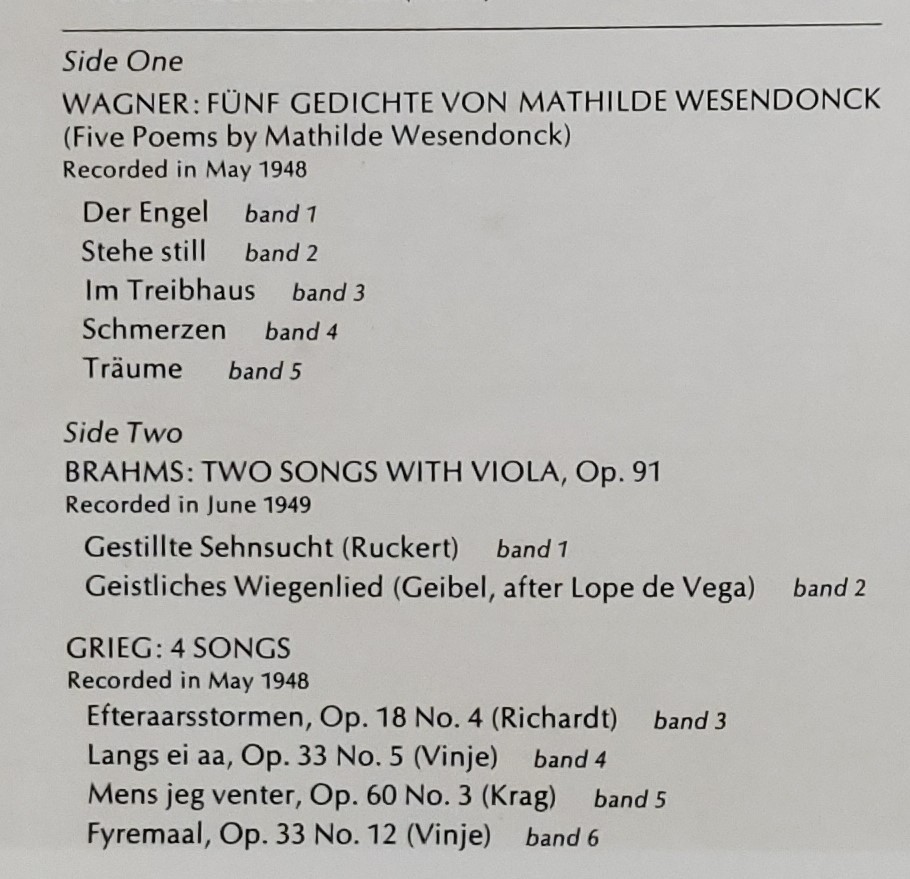 Side One
WAGNER: FÜNF GEDICHTE VON MATHILDE WESENDONCK
(Five Poems by Mathilde Wesendonck)
Recorded in May 1948
Der Engel band 1
Stehe still band 2
Im Treibhaus band 3
Schmerzen band 4
Träume band 5
Side Two
BRAHMS: TWO SONGS WITH VIOLA, Op. 91
Recorded in June 1949
Gestillte Sehnsucht (Ruckert) band 1
Geistliches Wiegenlied (Geibel, after Lope de Vega) band 2
GRIEG: 4 SONGS
Recorded in May 1948
Efteraarsstormen, Op. 18 No. 4 (Richardt) band 3
Langs ei aa, Op. 33 No. 5 (Vinje) band 4
Mens jeg venter, Op. 60 No. 3 (Krag) band 5
Fyremaal, Op. 33 No. 12 (Vinje) band 6